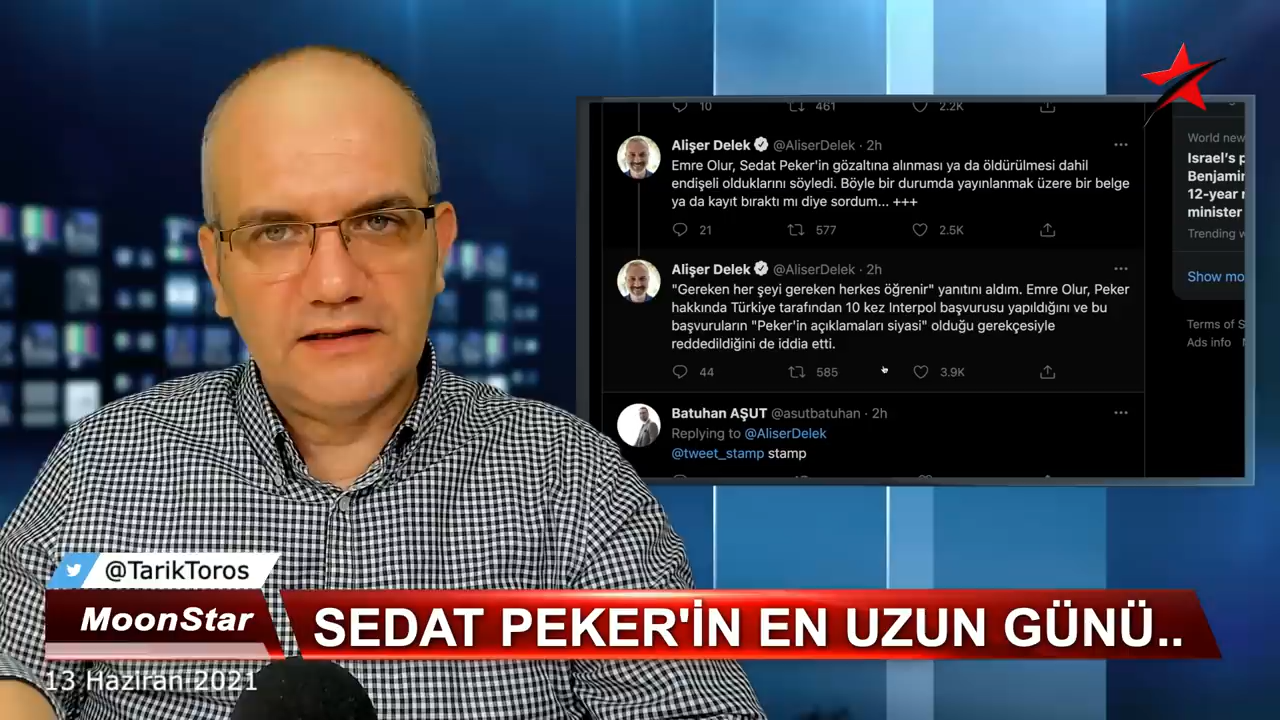 10 461 2.2K
Alişer Delek @AliserDelek · 2h
Emre Olur, Sedat Peker'in gözaltına alınması ya da öldürülmesi dahil
endişeli olduklarını söyledi. Böyle bir durumda yayınlanmak üzere bir belge
ya da kayıt bıraktı mı diye sordum... +++
21 577 2.5K
Alişer Delek @AliserDelek · 2h
"Gereken her şeyi gereken herkes öğrenir" yanıtını aldım. Emre Olur, Peker
hakkında Türkiye tarafından 10 kez Interpol başvurusu yapıldığını ve bu
başvuruların "Peker'in açıklamaları siyasi" olduğu gerekçesiyle
reddedildiğini de iddia etti.
44 585 3.9K
Batuhan AŞUT @asutbatuhan · 2h
Replying to @AliserDelek
@tweet_stamp stamp
World new
Israel's p
Benjamin
12-year r
minister
Trending w
Show mo
Terms of S
Ads info
@TarikToros
MoonStar
SEDAT PEKER'İN EN UZUN GÜNÜ..
13 Haziran 2021